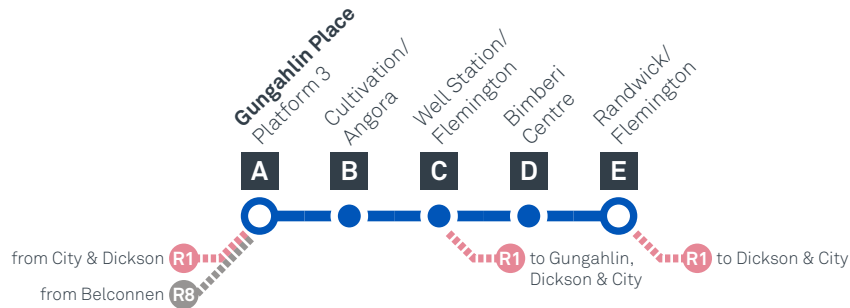 Gungahlin Place
Platform 3
Cultivation/
Angora
Well Station/
Flemington
Bimberi
Centre
Randwick/
Flemington
A
B
C
D
E
from City & Dickson R1
R1 to Gungahlin,
Dickson & City
R1 to Dickson & City
from Belconnen R8